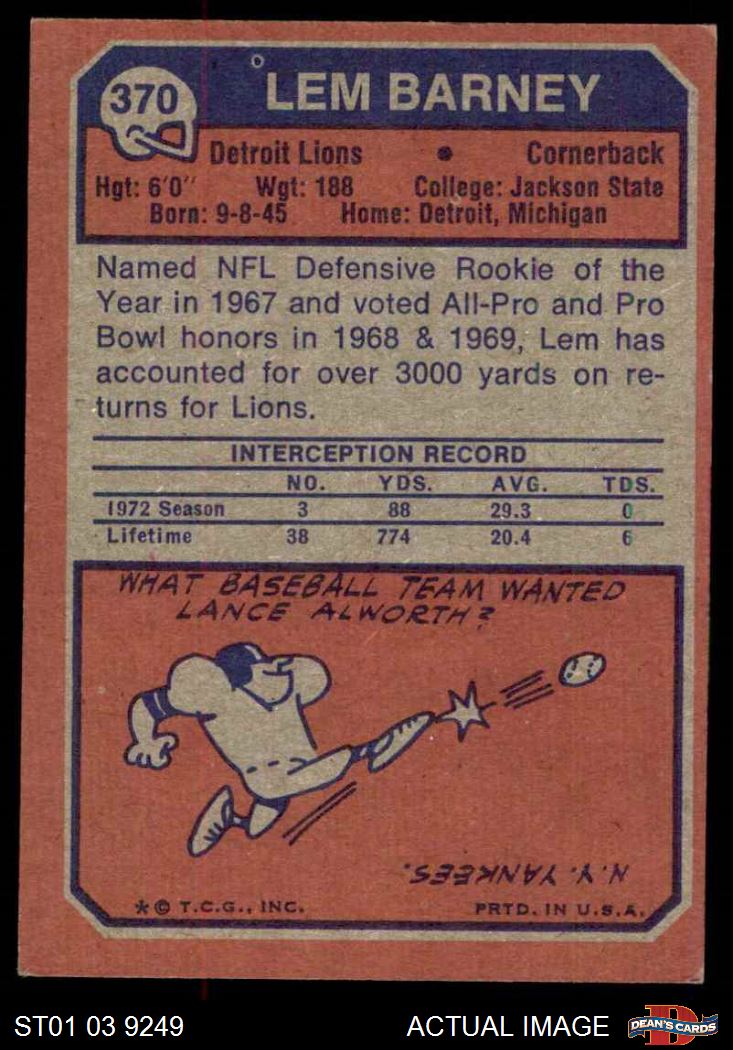 370
LEM BARNEY
Detroit Lions • Cornerback
Hgt: 6'0" Wgt: 188 College: Jackson State
Born: 9-8-45 Home: Detroit, Michigan
Named NFL Defensive Rookie of the
Year in 1967 and voted All-Pro and Pro
Bowl honors in 1968 & 1969, Lem has
accounted for over 3000 yards on re-
turns for Lions.
INTERCEPTION RECORD
NO. YDS. AVG. TDS.
1972 Season 3 88 29.3 0
Lifetime 38 774 20.4 6
WHAT BASEBALL TEAM WANTED
LANCE ALWORTH?
N.Y. YANKEES.
* © T.C.G., INC. PRTD. IN U.S.A.
ST01 03 9249 ACTUAL IMAGE D DEAN'S CARDS